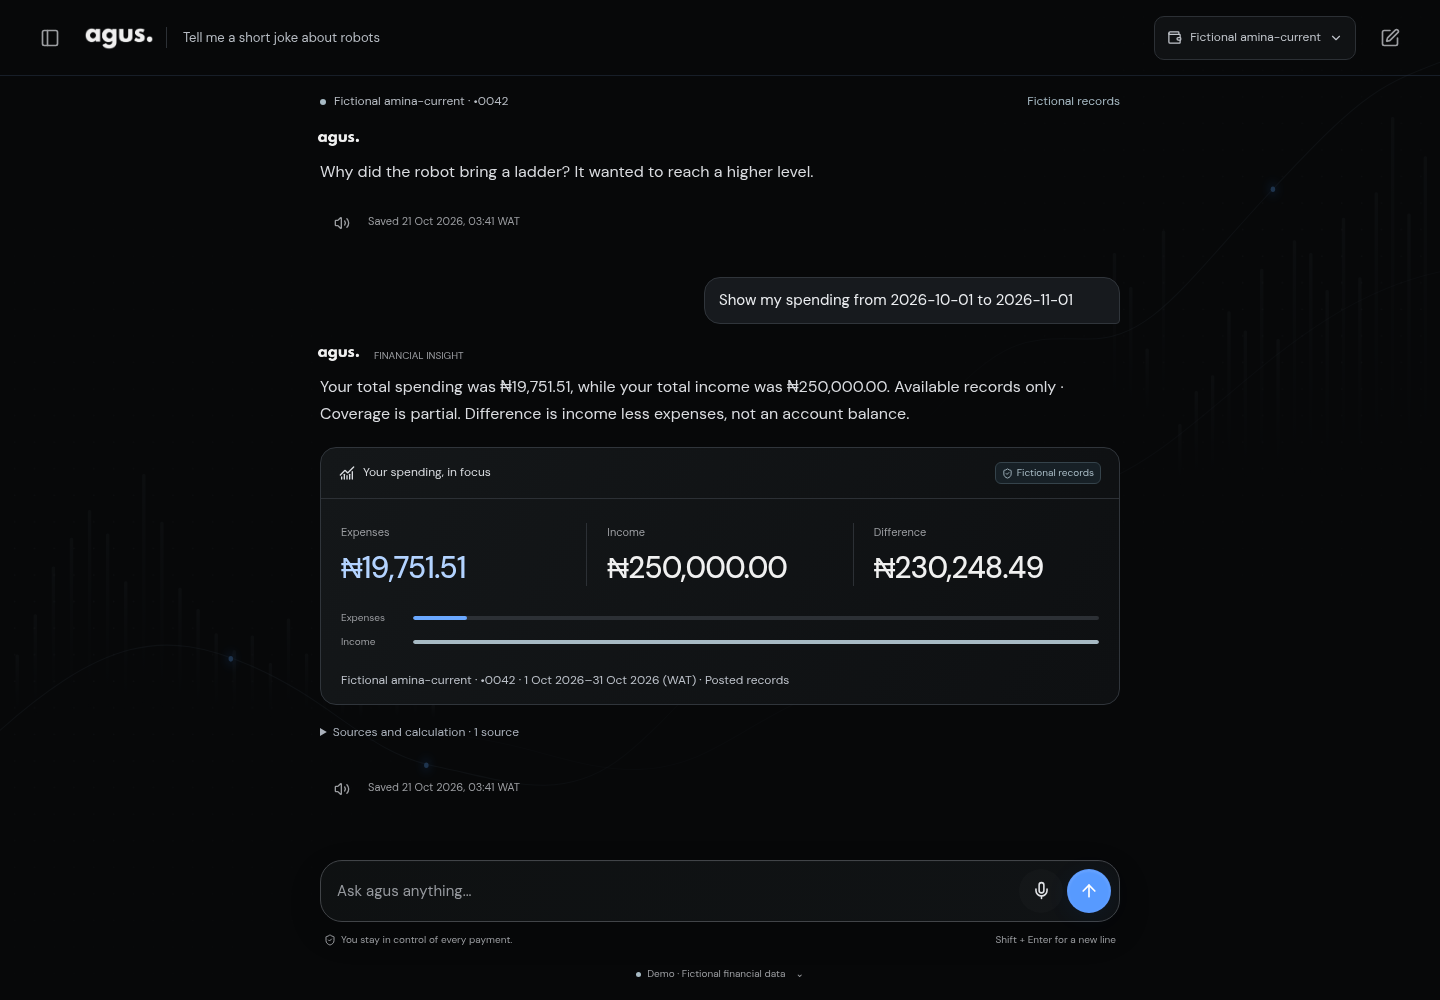 agus.
Tell me a short joke about robots
Fictional amina-current
Fictional amina-current · •0042
Fictional records
agus.
Why did the robot bring a ladder? It wanted to reach a higher level.
Saved 21 Oct 2026, 03:41 WAT
Show my spending from 2026-10-01 to 2026-11-01
agus.
FINANCIAL INSIGHT
Your total spending was ₦19,751.51, while your total income was ₦250,000.00. Available records only ·
Coverage is partial. Difference is income less expenses, not an account balance.
Your spending, in focus
Fictional records
Expenses
Income
Difference
₦19,751.51
₦250,000.00
₦230,248.49
Expenses
Income
Fictional amina-current · •0042 · 1 Oct 2026–31 Oct 2026 (WAT) · Posted records
Sources and calculation · 1 source
Saved 21 Oct 2026, 03:41 WAT
Ask agus anything...
You stay in control of every payment.
Shift + Enter for a new line
Demo · Fictional financial data